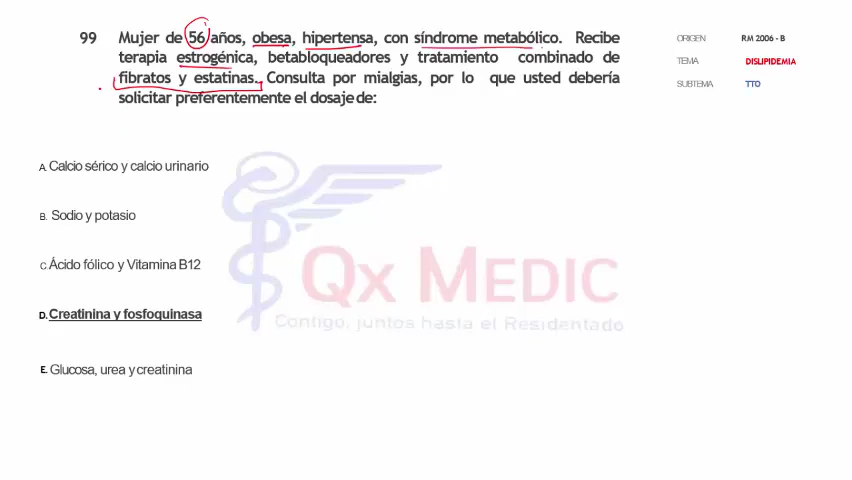 99 Mujer de 56 años, obesa, hipertensa, con síndrome metabólico. Recibe
terapia estrogénica, betabloqueadores y tratamiento combinado de
fibratos y estatinas. Consulta por mialgias, por lo que usted debería
solicitar preferentemente el dosaje de:
ORIGEN RM 2006 - B
TEMA DISLIPIDEMIA
SUBTEMA TTO
A. Calcio sérico y calcio urinario
B. Sodio y potasio
C. Ácido fólico y Vitamina B12
D. Creatinina y fosfoquinasa
E. Glucosa, urea y creatinina
Qx MEDIC
Contigo, juntos hasta el Residentado